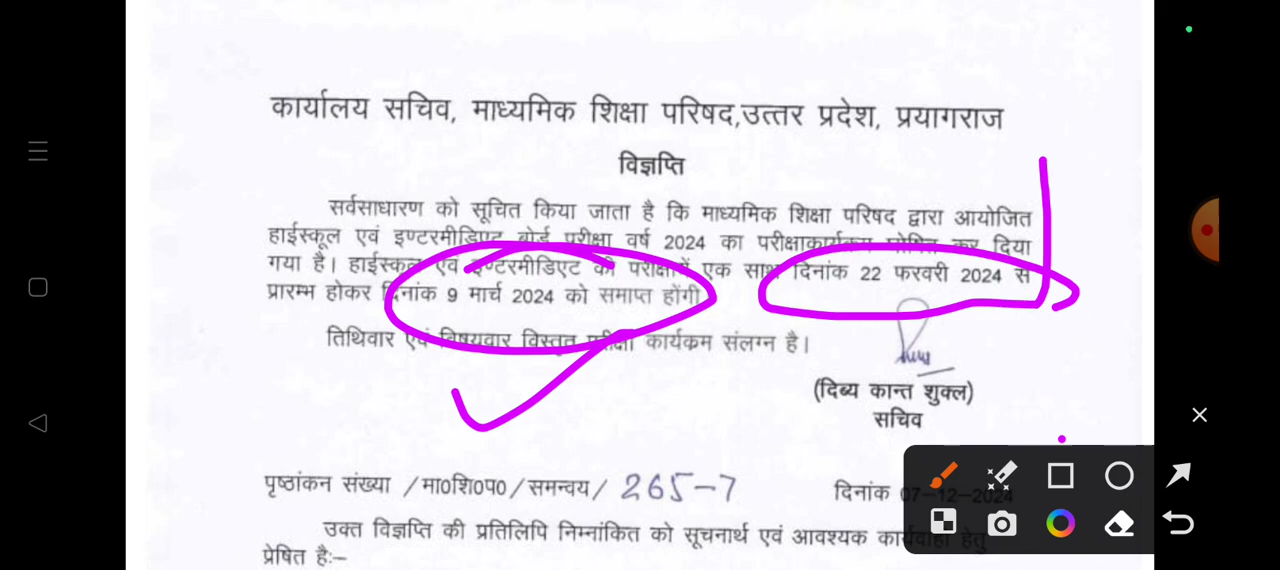 कार्यालय सचिव, माध्यमिक शिक्षा परिषद,उत्तर प्रदेश, प्रयागराज
विज्ञप्ति
सर्वसाधारण को सूचित किया जाता है कि माध्यमिक शिक्षा परिषद द्वारा आयोजित
हाईस्कूल एवं इण्टरमीडिएट बोर्ड परीक्षा वर्ष 2024 का परीक्षाकार्यक्रम घोषित कर दिया
गया है। हाईस्कूल एवं इण्टरमीडिएट की परीक्षायें एक साथ दिनांक 22 फरवरी 2024 से
प्रारम्भ होकर दिनांक 9 मार्च 2024 को समाप्त होंगी
तिथिवार एवं विषयवार विस्तृत परीक्षा कार्यक्रम संलग्न है।
(दिब्य कान्त शुक्ल)
सचिव
पृष्ठांकन संख्या /मा0शि0प0/समन्वय/ 265-7 दिनांक 07-12-2024
उक्त विज्ञप्ति की प्रतिलिपि निम्नांकित को सूचनार्थ एवं आवश्यक कार्यवाही हेतु
प्रेषित है:–